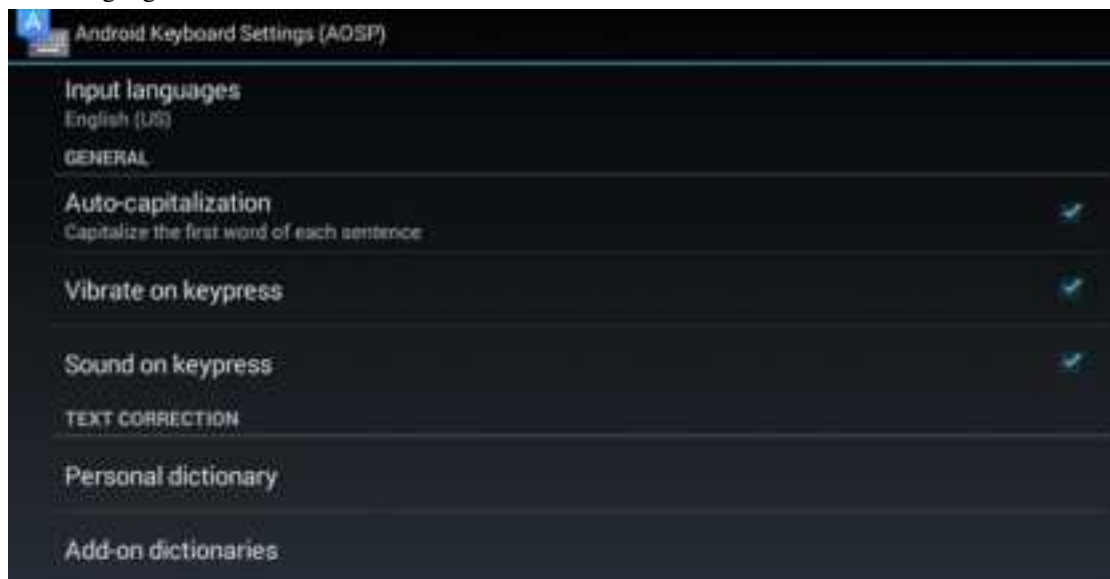 Android Keyboard Settings (AOSP)
Input languages
English (US)
GENERAL
Auto-capitalization
Capitalize the first word of each sentence
Vibrate on keypress
Sound on keypress
TEXT CORRECTION
Personal dictionary
Add-on dictionaries